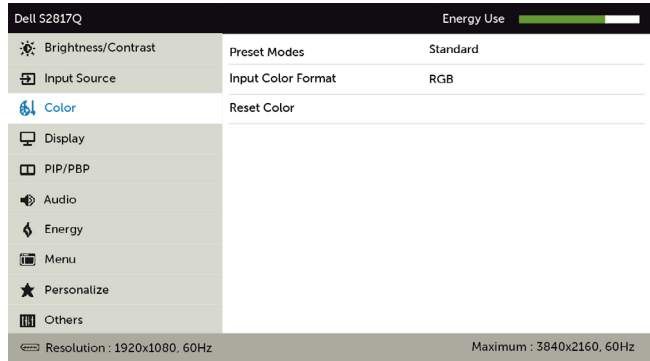 Dell S2817Q Energy Use
Brightness/Contrast Preset Modes Standard
Input Source Input Color Format RGB
Color Reset Color
Display
PIP/PBP
Audio
Energy
Menu
Personalize
Others
Resolution : 1920x1080, 60Hz Maximum : 3840x2160, 60Hz